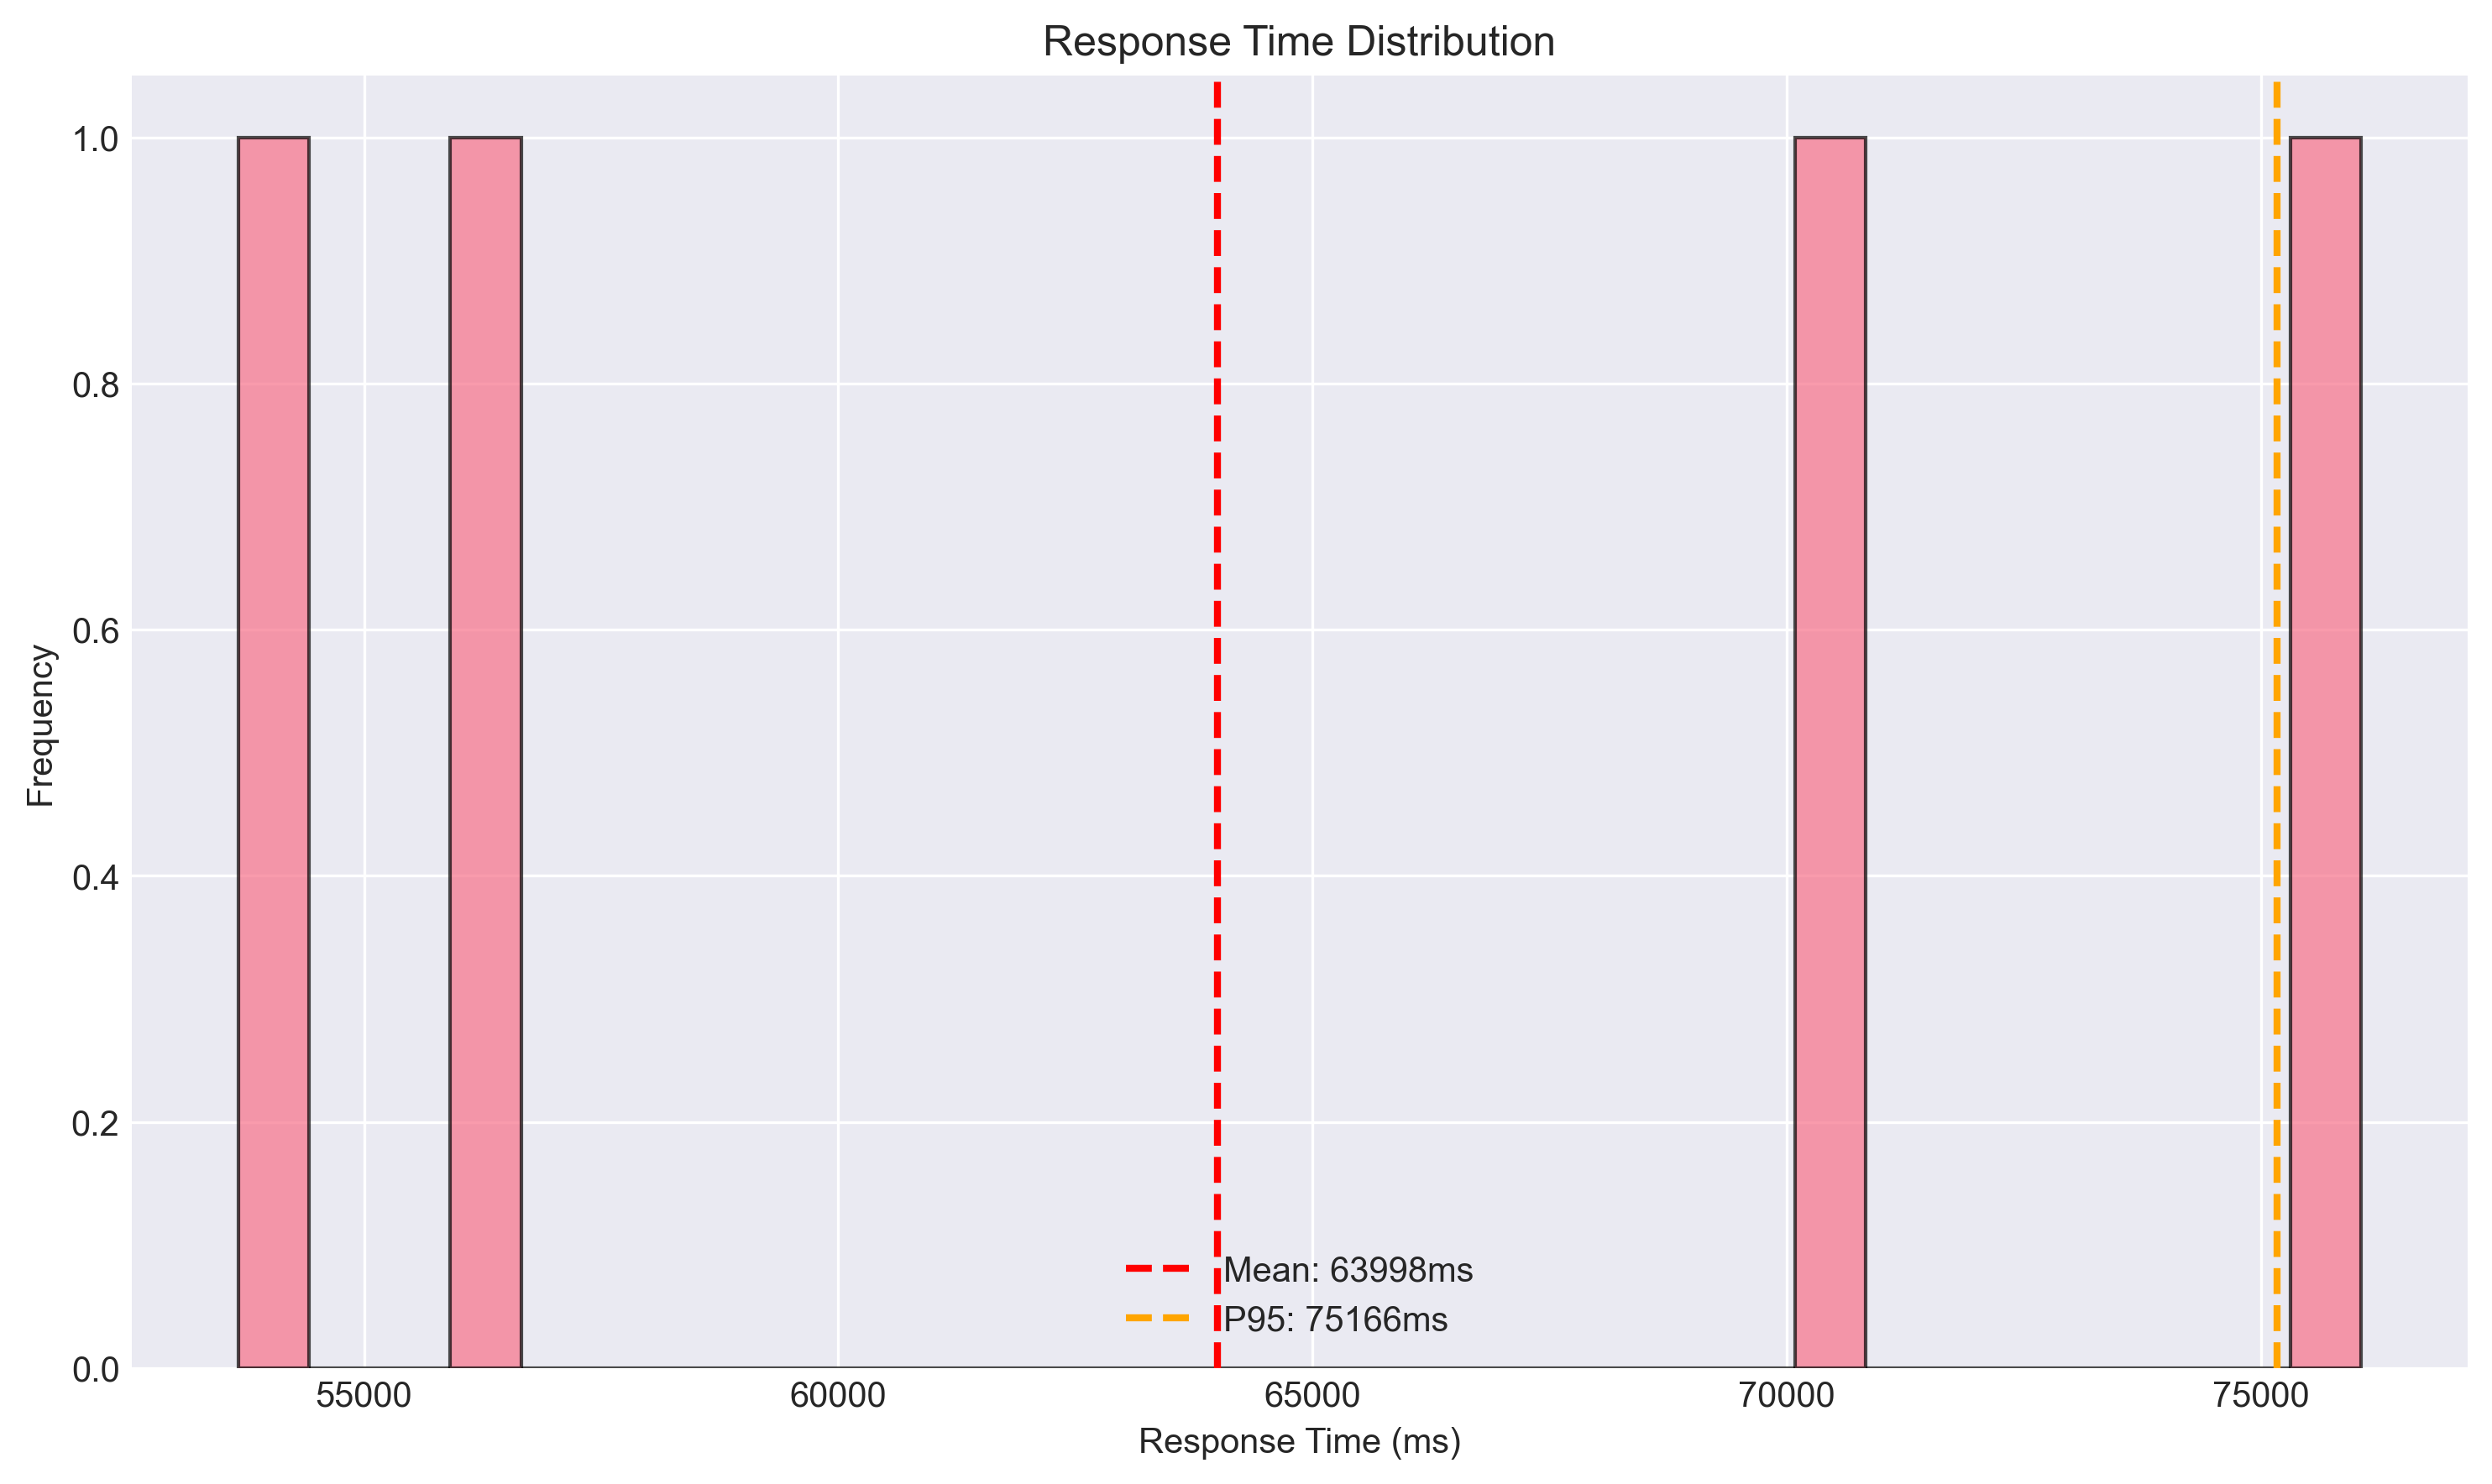 Response Time Distribution
Frequency
1.0
0.8
0.6
0.4
0.2
0.0
Mean: 63998ms
P95: 75166ms
55000 60000 65000 70000 75000
Response Time (ms)